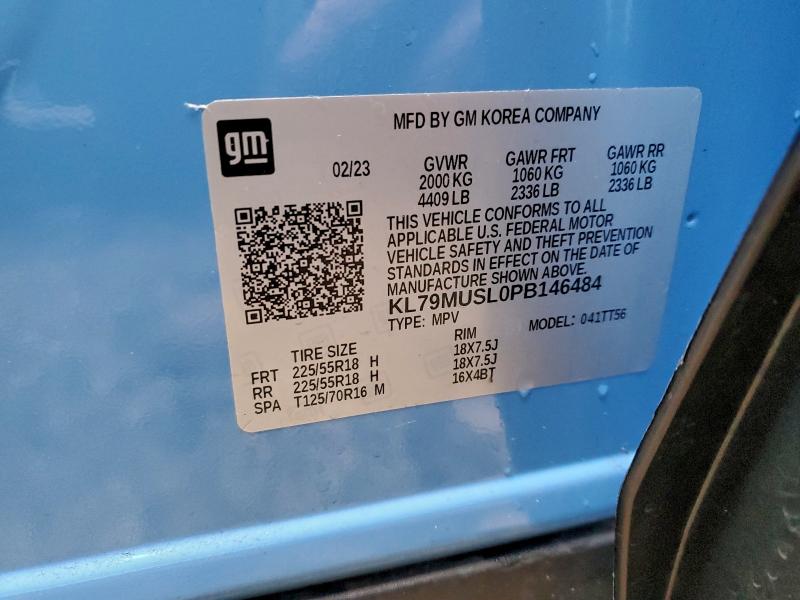 gm
MFD BY GM KOREA COMPANY
02/23 GVWR GAWR FRT GAWR RR
2000 KG 1060 KG 1060 KG
4409 LB 2336 LB 2336 LB
THIS VEHICLE CONFORMS TO ALL
APPLICABLE U.S. FEDERAL MOTOR
VEHICLE SAFETY AND THEFT PREVENTION
STANDARDS IN EFFECT ON THE DATE OF
MANUFACTURE SHOWN ABOVE.
KL79MUSL0PB146484
TYPE: MPV MODEL: 041TT56
TIRE SIZE RIM
FRT 225/55R18 H 18X7.5J
RR 225/55R18 H 18X7.5J
SPA T125/70R16 M 16X4BT